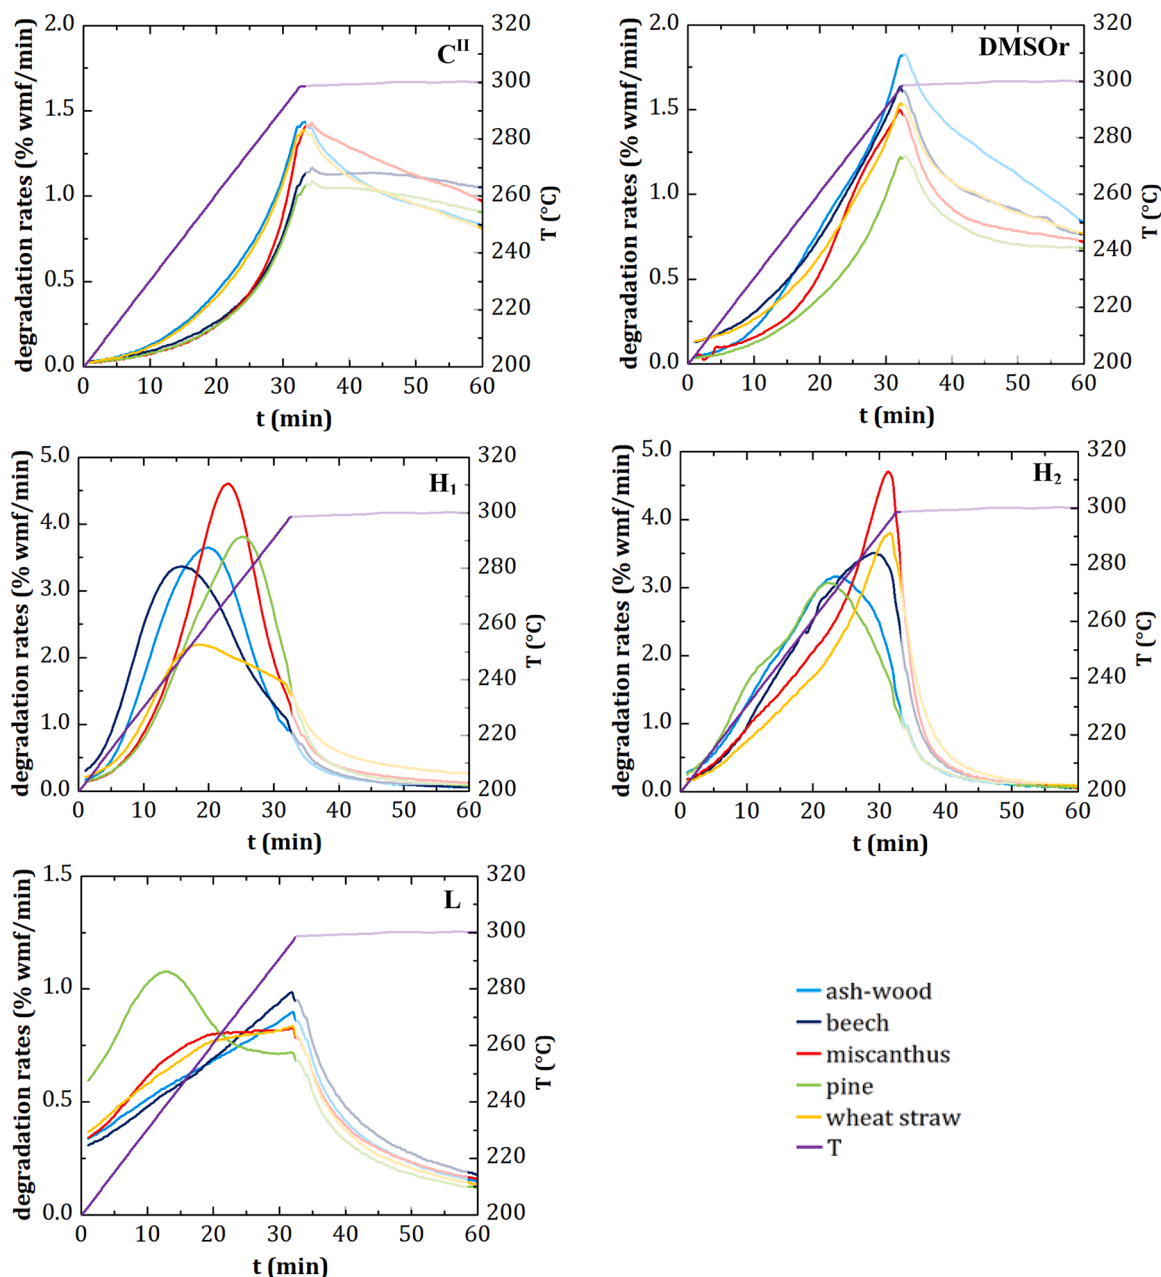 C^II
degradation rates (% wmf/min)
2.0
1.5
1.0
0.5
0.0
0 10 20 30 40 50 60
t (min)
320
300
280
260
240
220
200
T (°C)
DMSOr
degradation rates (% wmf/min)
2.0
1.5
1.0
0.5
0.0
0 10 20 30 40 50 60
t (min)
320
300
280
260
240
220
200
T (°C)
H₁
degradation rates (% wmf/min)
5.0
4.0
3.0
2.0
1.0
0.0
0 10 20 30 40 50 60
t (min)
320
300
280
260
240
220
200
T (°C)
H₂
degradation rates (% wmf/min)
5.0
4.0
3.0
2.0
1.0
0.0
0 10 20 30 40 50 60
t (min)
320
300
280
260
240
220
200
T (°C)
L
degradation rates (% wmf/min)
1.5
1.0
0.5
0.0
0 10 20 30 40 50 60
t (min)
320
300
280
260
240
220
200
T (°C)
ash-wood
beech
miscanthus
pine
wheat straw
T